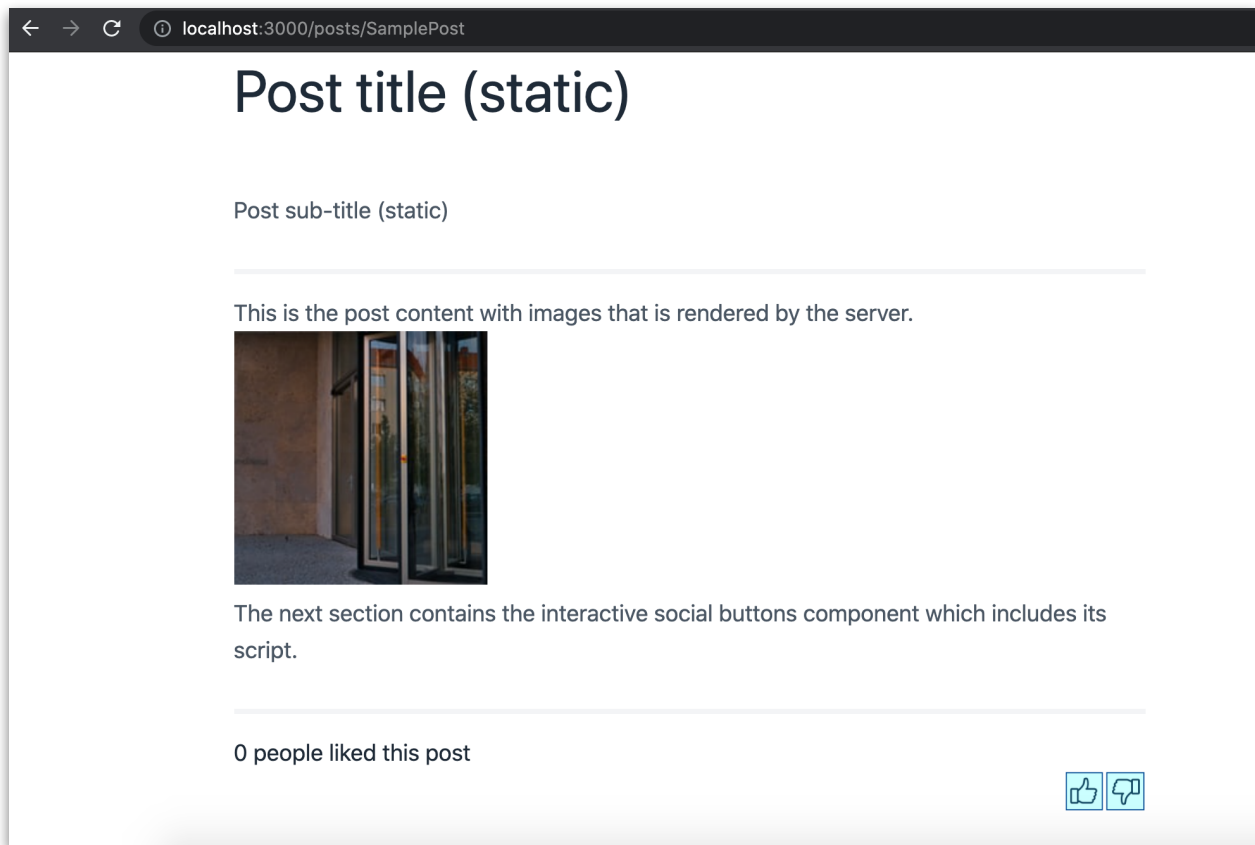 localhost:3000/posts/SamplePost
Post title (static)
Post sub-title (static)
This is the post content with images that is rendered by the server.
The next section contains the interactive social buttons component which includes its
script.
0 people liked this post